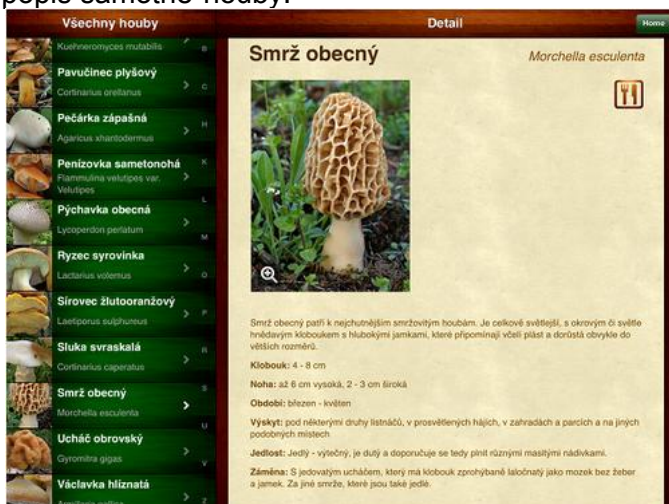 popis samotné houby.
Všechny houby
Detail
Home
Kuehneromyces mutabilis
Pavučinec plyšový
Cortinarius orellanus
Pečárka zápašná
Agaricus xhantodermus
Penízovka sametonohá
Flammulina velutipes var.
Velutipes
Pýchavka obecná
Lycoperdon perlatum
Ryzec syrovinka
Lactarius volemus
Sírovec žlutooranžový
Laetiporus sulphureus
Sluka svraskalá
Cortinarius caperatus
Smrž obecný
Morchella esculenta
Ucháč obrovský
Gyromitra gigas
Václavka hlíznatá
B
C
H
K
L
M
O
P
R
S
U
V
Z
Smrž obecný
Morchella esculenta
Smrž obecný patří k nejchutnějším smržovitým houbám. Je celkově světlejší, s okrovým či světle
hnědavým kloboukem s hlubokými jamkami, které připomínají včelí plást a dorůstá obvykle do
větších rozměrů.
Klobouk: 4 - 8 cm
Noha: až 6 cm vysoká, 2 - 3 cm široká
Období: březen - květen
Výskyt: pod některými druhy listnáčů, v prosvětlených hájích, v zahradách a parcích a na jiných
podobných místech
Jedlost: Jedlý - výtečný, je dutý a doporučuje se tedy plnit různými masitými nádivkami.
Záměna: S jedovatým ucháčem, který má klobouk zprohýbaně laločnatý jako mozek bez žeber
a jamek. Za jiné smrže, které jsou také jedlé.